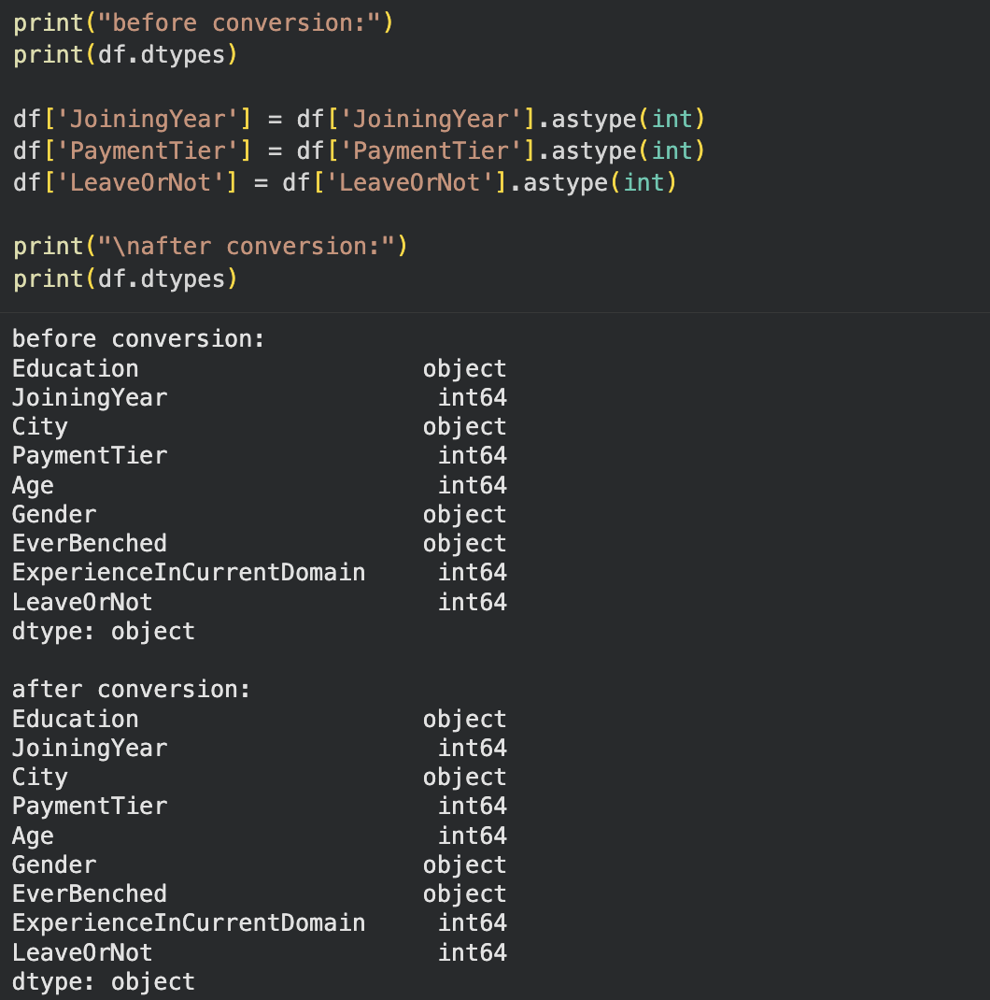 print("before conversion:")
print(df.dtypes)
df['JoiningYear'] = df['JoiningYear'].astype(int)
df['PaymentTier'] = df['PaymentTier'].astype(int)
df['LeaveOrNot'] = df['LeaveOrNot'].astype(int)
print("\nafter conversion:")
print(df.dtypes)
before conversion:
Education                    object
JoiningYear                   int64
City                         object
PaymentTier                   int64
Age                           int64
Gender                       object
EverBenched                  object
ExperienceInCurrentDomain     int64
LeaveOrNot                    int64
dtype: object
after conversion:
Education                    object
JoiningYear                   int64
City                         object
PaymentTier                   int64
Age                           int64
Gender                       object
EverBenched                  object
ExperienceInCurrentDomain     int64
LeaveOrNot                    int64
dtype: object